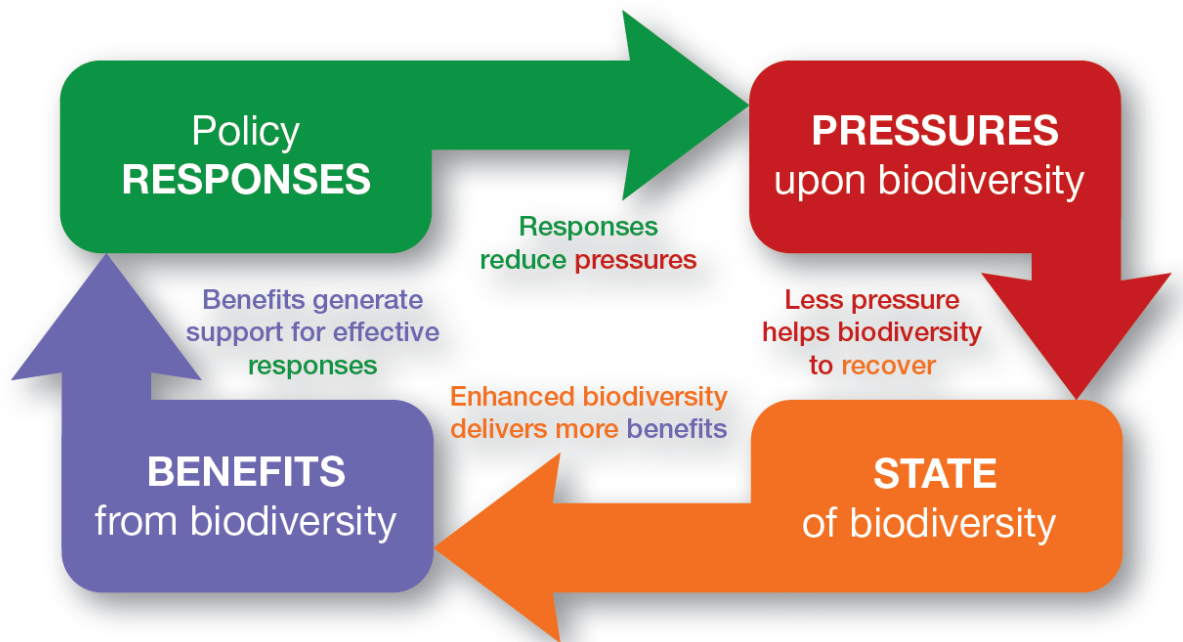 Policy
RESPONSES
PRESSURES
upon biodiversity
Responses
reduce pressures
Benefits generate
support for effective
responses
Less pressure
helps biodiversity
to recover
Enhanced biodiversity
delivers more benefits
BENEFITS
from biodiversity
STATE
of biodiversity